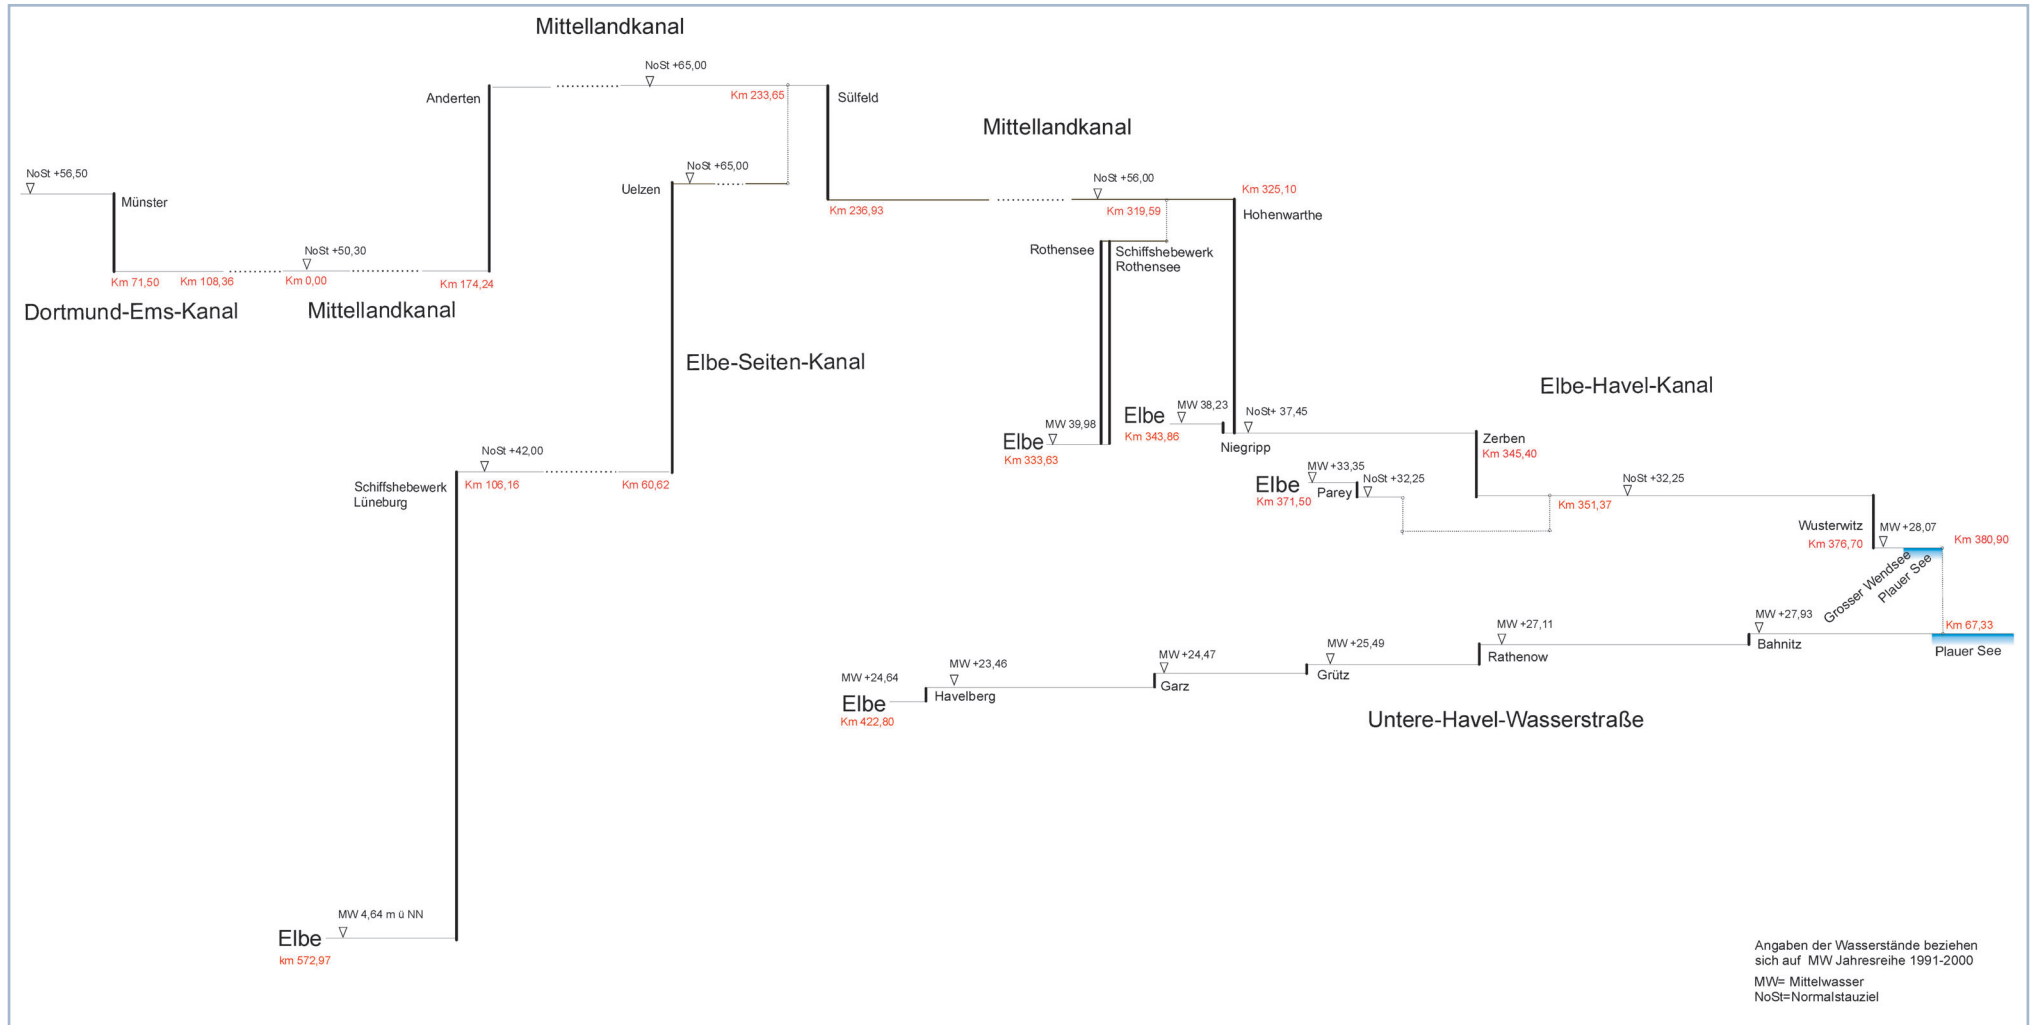 Mittellandkanal
NoSt +65,00
Km 233,65
Anderten
Sülfeld
Mittellandkanal
NoSt +56,50
Münster
NoSt +65,00
Uelzen
NoSt +56,00
Km 325,10
Km 236,93
Km 319,59
Hohenwarthe
NoSt +50,30
Rothensee
Schiffshebewerk
Rothensee
Km 71,50
Km 108,36
Km 0,00
Km 174,24
Dortmund-Ems-Kanal
Mittellandkanal
Elbe-Seiten-Kanal
Elbe-Havel-Kanal
MW 38,23
Elbe
Km 343,86
NoSt+ 37,45
MW 39,98
Elbe
Km 333,63
Niegripp
Zerben
Km 345,40
NoSt +42,00
Schiffshebewerk
Lüneburg
Km 106,16
Km 60,62
MW +33,35
Elbe
Km 371,50
Parey
NoSt +32,25
NoSt +32,25
Km 351,37
Wusterwitz
Km 376,70
MW +28,07
Km 380,90
Grosser Wendsee
Plauer See
MW +27,93
Km 67,33
Bahnitz
Plauer See
MW +27,11
Rathenow
MW +25,49
Grütz
MW +24,47
Garz
MW +23,46
Havelberg
MW +24,64
Elbe
Km 422,80
Untere-Havel-Wasserstraße
MW 4,64 m ü NN
Elbe
km 572,97
Angaben der Wasserstände beziehen
sich auf MW Jahresreihe 1991-2000
MW= Mittelwasser
NoSt=Normalstauziel